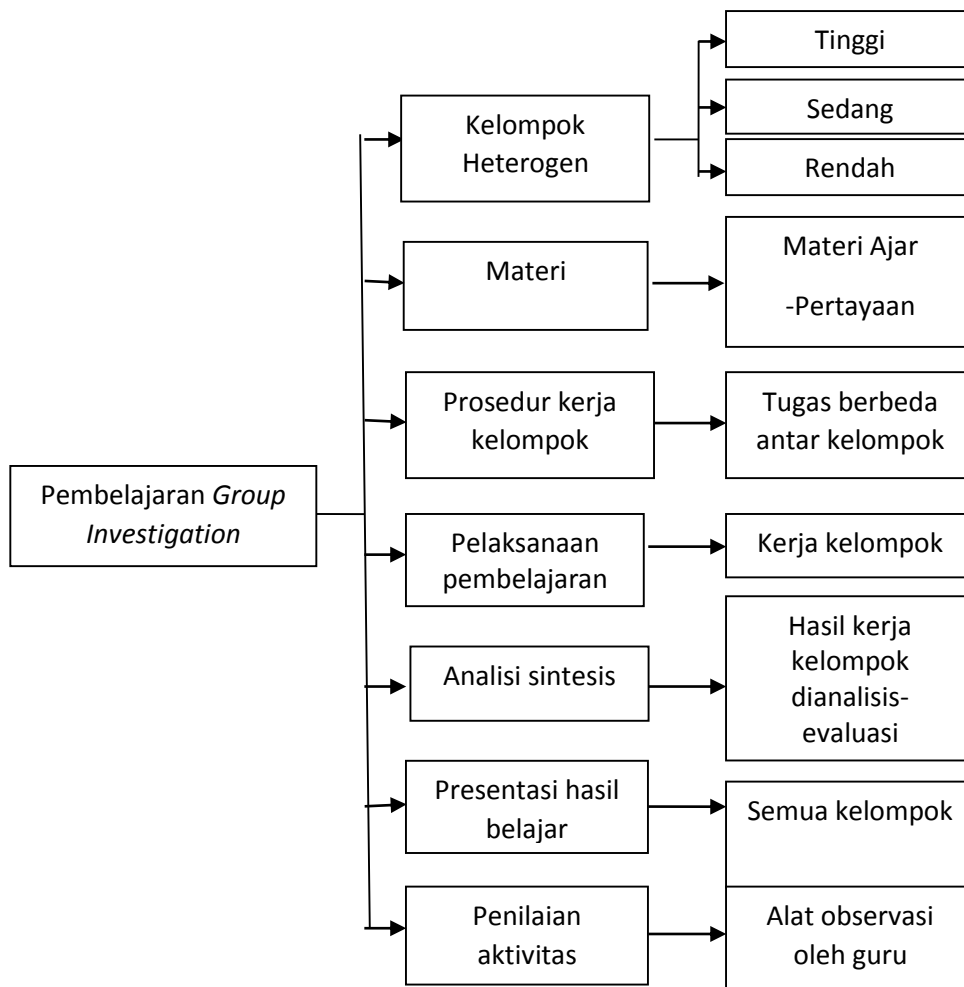 Tinggi
Kelompok
Heterogen
Sedang
Rendah
Materi
Materi Ajar
-Pertayaan
Prosedur kerja
kelompok
Tugas berbeda
antar kelompok
Pembelajaran Group
Investigation
Pelaksanaan
pembelajaran
Kerja kelompok
Analisi sintesis
Hasil kerja
kelompok
dianalisis-
evaluasi
Presentasi hasil
belajar
Semua kelompok
Penilaian
aktivitas
Alat observasi
oleh guru